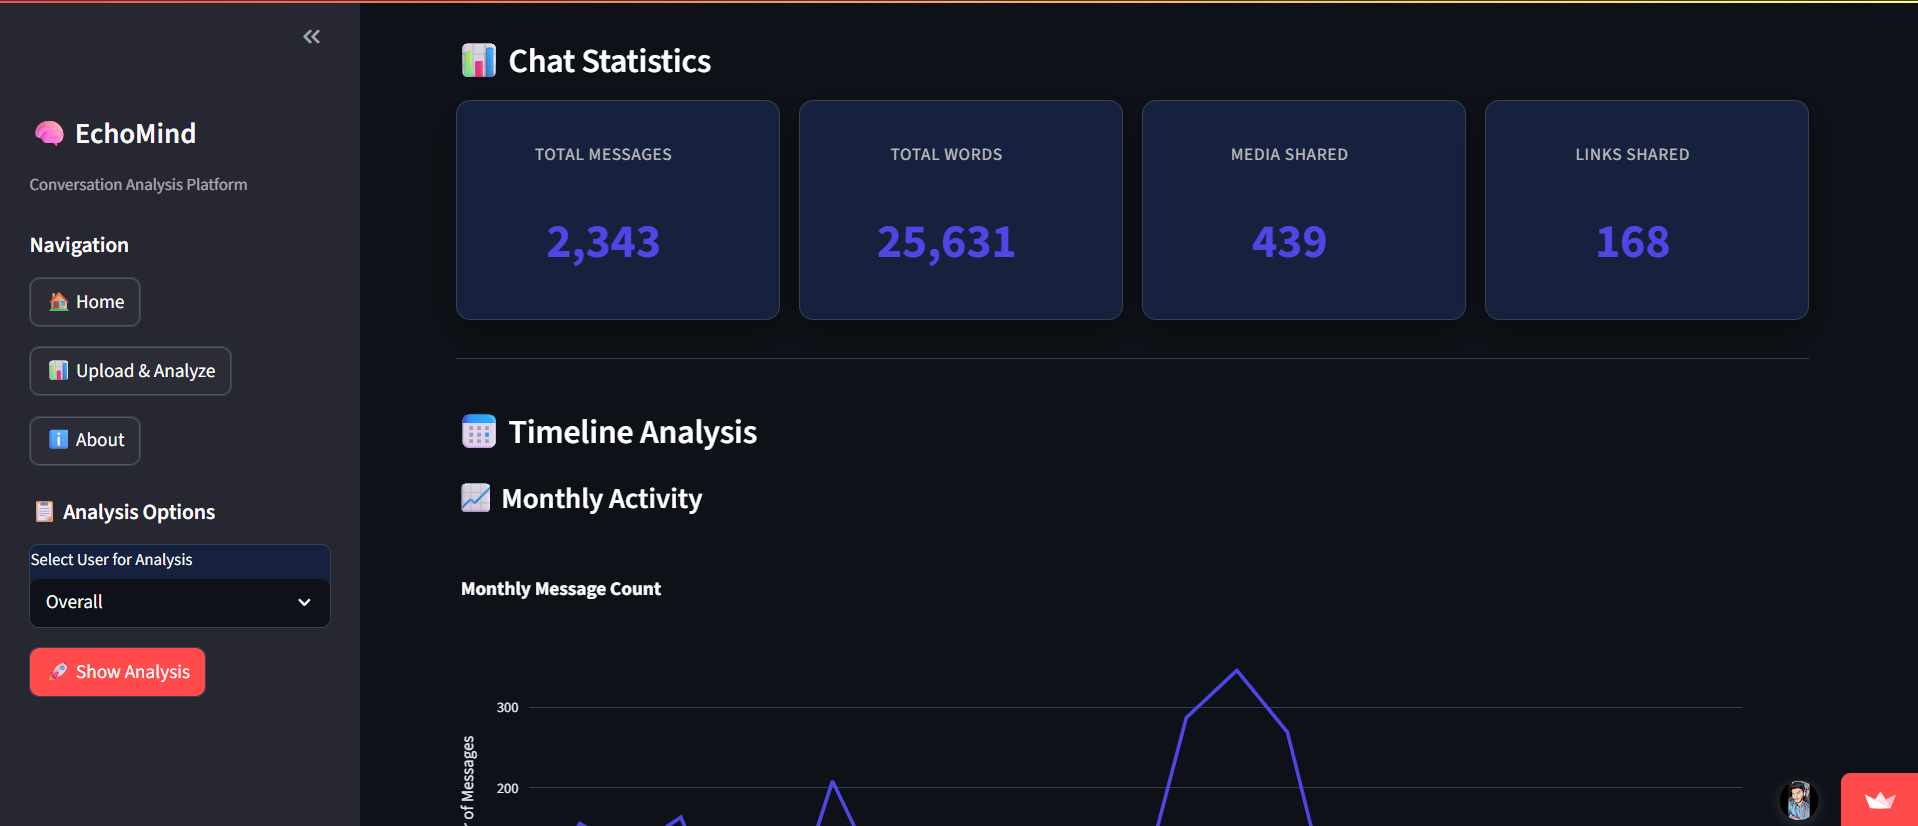 EchoMind
Conversation Analysis Platform
Navigation
Home
Upload & Analyze
About
Analysis Options
Select User for Analysis
Overall
Show Analysis
Chat Statistics
TOTAL MESSAGES
2,343
TOTAL WORDS
25,631
MEDIA SHARED
439
LINKS SHARED
168
Timeline Analysis
Monthly Activity
Monthly Message Count
300
200
of Messages